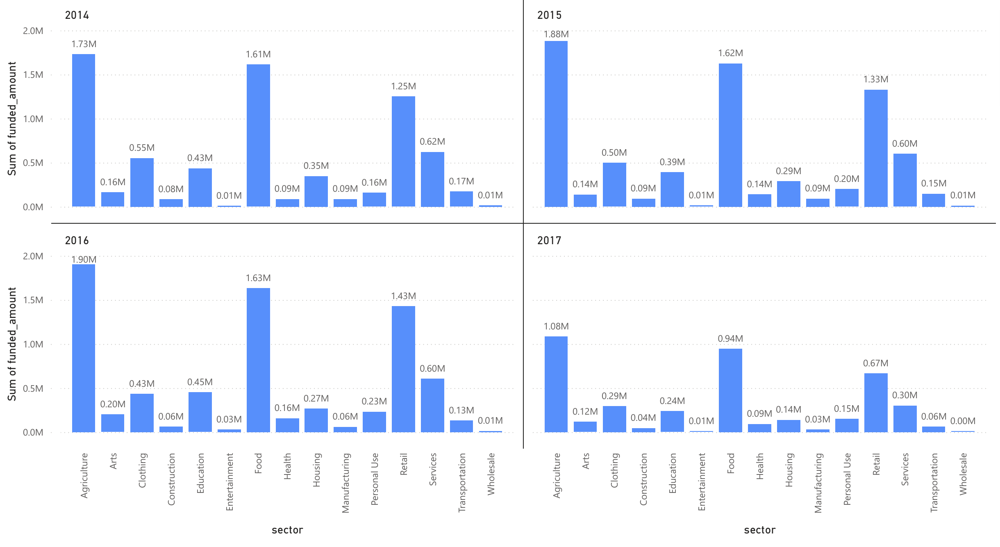 2014
Sum of funded_amount
2.0M
1.5M
1.0M
0.5M
0.0M
1.73M
0.16M
0.55M
0.08M
0.43M
0.01M
1.61M
0.09M
0.35M
0.09M
0.16M
1.25M
0.62M
0.17M
0.01M
2015
1.88M
0.14M
0.50M
0.09M
0.39M
0.01M
1.62M
0.14M
0.29M
0.09M
0.20M
1.33M
0.60M
0.15M
0.01M
2016
Sum of funded_amount
2.0M
1.5M
1.0M
0.5M
0.0M
1.90M
0.20M
0.43M
0.06M
0.45M
0.03M
1.63M
0.16M
0.27M
0.06M
0.23M
1.43M
0.60M
0.13M
0.01M
Agriculture
Arts
Clothing
Construction
Education
Entertainment
Food
Health
Housing
Manufacturing
Personal Use
Retail
Services
Transportation
Wholesale
sector
2017
1.08M
0.12M
0.29M
0.04M
0.24M
0.01M
0.94M
0.09M
0.14M
0.03M
0.15M
0.67M
0.30M
0.06M
0.00M
Agriculture
Arts
Clothing
Construction
Education
Entertainment
Food
Health
Housing
Manufacturing
Personal Use
Retail
Services
Transportation
Wholesale
sector